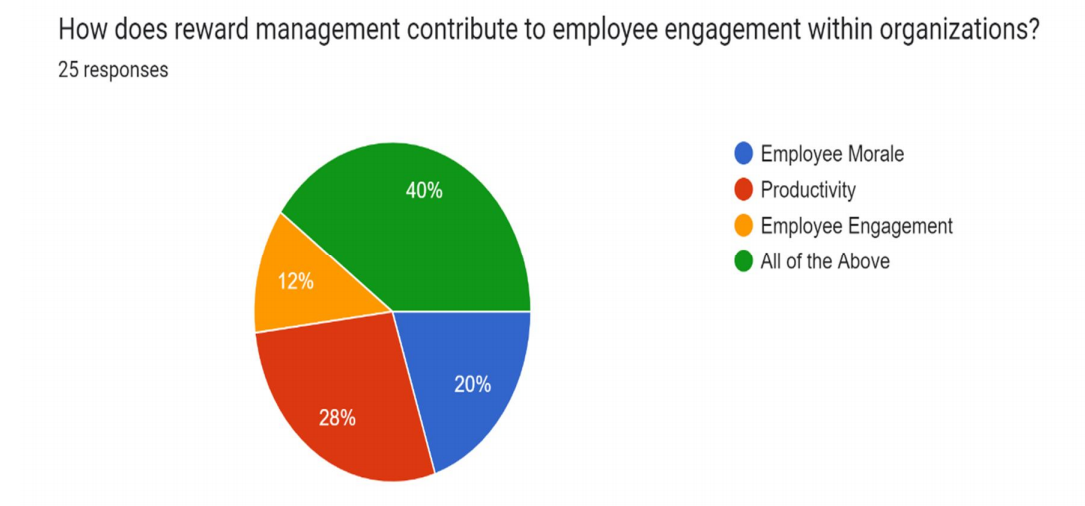 How does reward management contribute to employee engagement within organizations?
25 responses
40%
12%
20%
28%
Employee Morale
Productivity
Employee Engagement
All of the Above